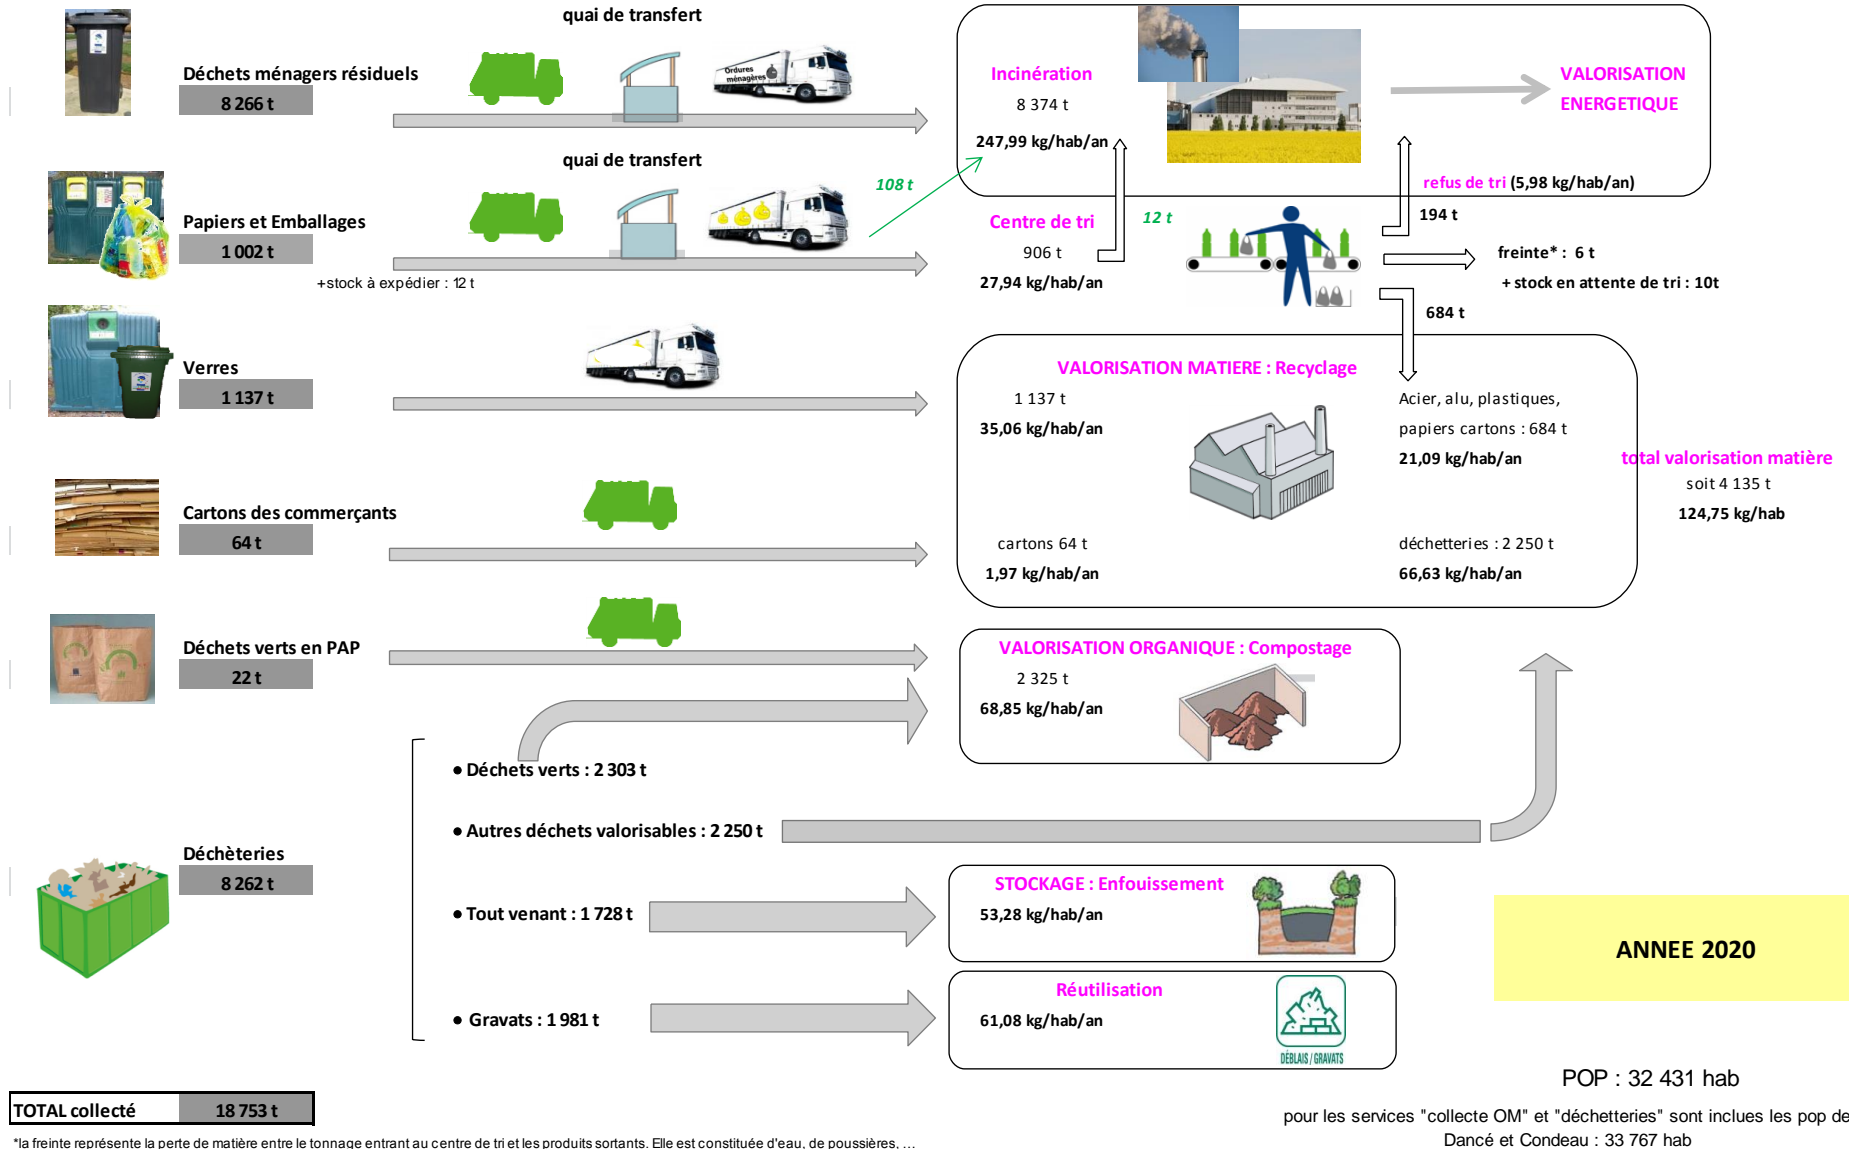 quai de transfert
Ordures
ménagères
Déchets ménagers résiduels
8 266 t
Incinération
8 374 t
247,99 kg/hab/an
VALORISATION
ENERGETIQUE
quai de transfert
108 t
refus de tri (5,98 kg/hab/an)
194 t
Papiers et Emballages
1 002 t
+stock à expédier : 12 t
Centre de tri
906 t
27,94 kg/hab/an
12 t
freinte* : 6 t
+ stock en attente de tri : 10t
684 t
Verres
1 137 t
VALORISATION MATIERE : Recyclage
1 137 t
35,06 kg/hab/an
Acier, alu, plastiques,
papiers cartons : 684 t
21,09 kg/hab/an
total valorisation matière
soit 4 135 t
124,75 kg/hab
Cartons des commerçants
64 t
cartons 64 t
1,97 kg/hab/an
déchetteries : 2 250 t
66,63 kg/hab/an
Déchets verts en PAP
22 t
VALORISATION ORGANIQUE : Compostage
2 325 t
68,85 kg/hab/an
• Déchets verts : 2 303 t
• Autres déchets valorisables : 2 250 t
Déchèteries
8 262 t
• Tout venant : 1 728 t
STOCKAGE : Enfouissement
53,28 kg/hab/an
• Gravats : 1 981 t
Réutilisation
61,08 kg/hab/an
DÉBLAIS / GRAVATS
ANNEE 2020
POP : 32 431 hab
TOTAL collecté 18 753 t
pour les services "collecte OM" et "déchetteries" sont inclues les pop de
Dancé et Condeau : 33 767 hab
*la freinte représente la perte de matière entre le tonnage entrant au centre de tri et les produits sortants. Elle est constituée d'eau, de poussières, …